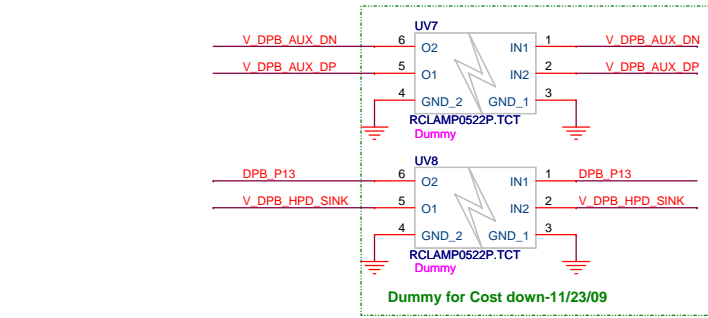 UV7
V_DPB_AUX_DN 6 O2 IN1 1 V_DPB_AUX_DN
V_DPB_AUX_DP 5 O1 IN2 2 V_DPB_AUX_DP
4 GND_2 GND_1 3
RCLAMP0522P.TCT
Dummy
UV8
DPB_P13 6 O2 IN1 1 DPB_P13
V_DPB_HPD_SINK 5 O1 IN2 2 V_DPB_HPD_SINK
4 GND_2 GND_1 3
RCLAMP0522P.TCT
Dummy
Dummy for Cost down-11/23/09